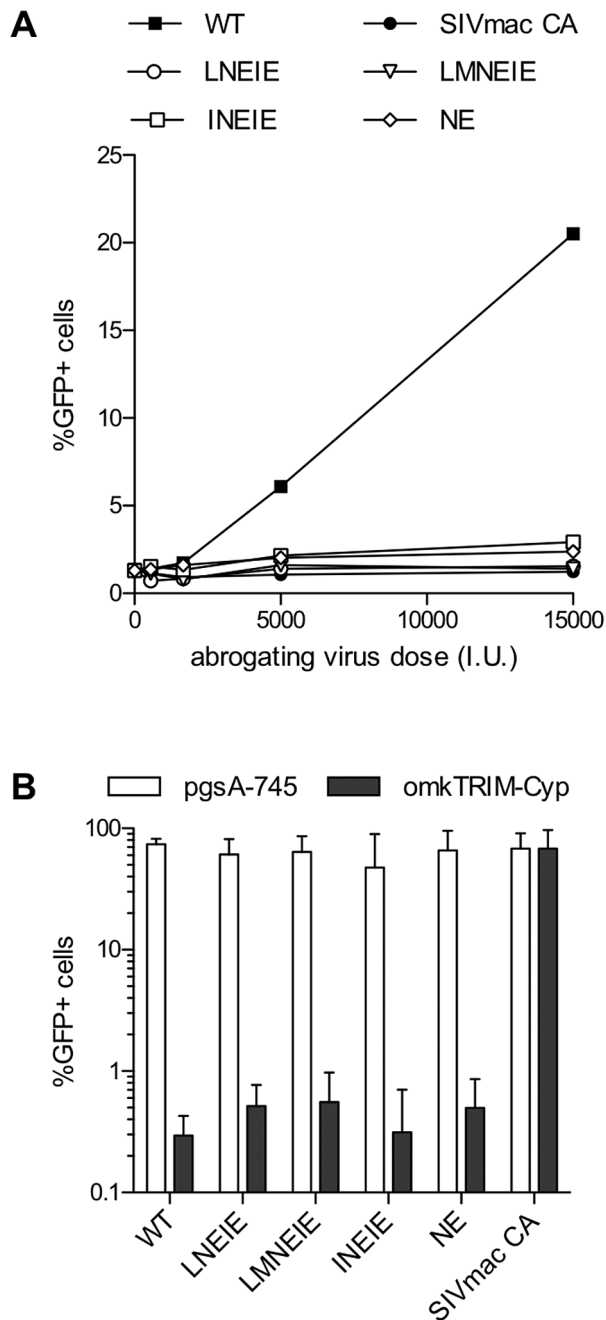 A
WT SIVmac CA
LNEIE LMNEIE
INEIE NE
25
20
15
10
5
0
%GFP+ cells
0 5000 10000 15000
abrogating virus dose (I.U.)
B pgsA-745 omkTRIM-Cyp
100
10
1
0.1
%GFP+ cells
WT LNEIE LMNEIE INEIE NE SIVmac CA